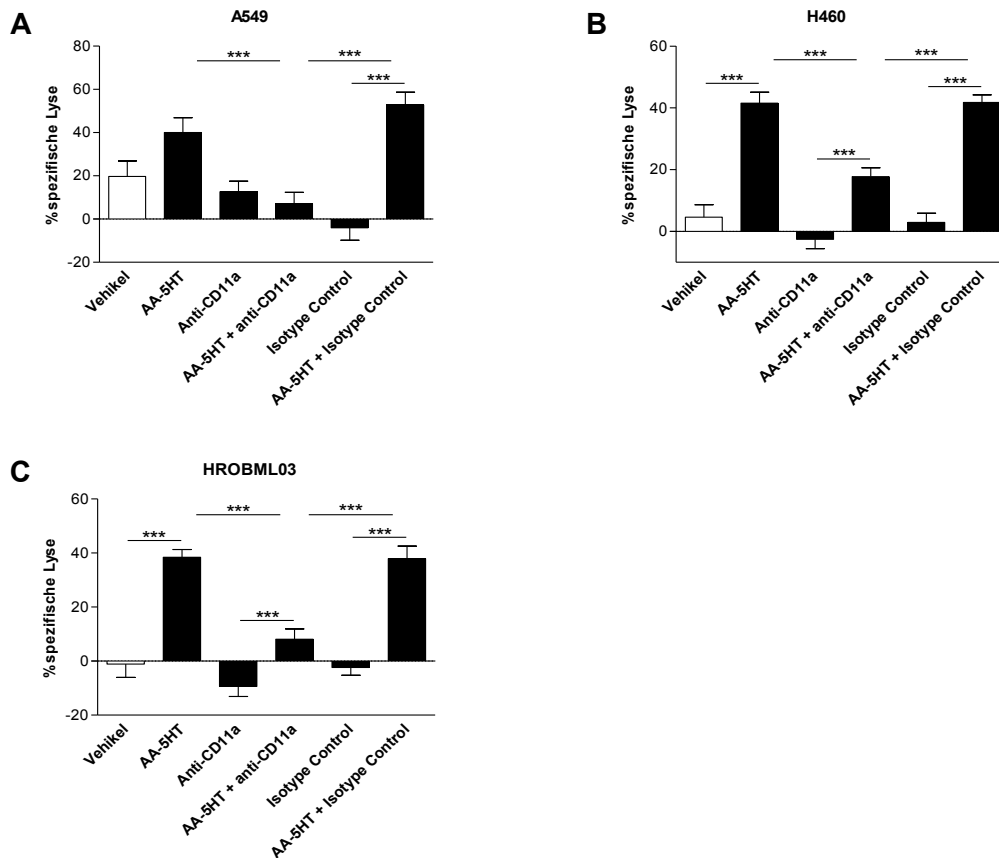 A
A549
%spezifische Lyse
80
60
40
20
0
-20
***
***
***
Vehikel
AA-5HT
Anti-CD11a
AA-5HT + anti-CD11a
Isotype Control
AA-5HT + Isotype Control
B
H460
%spezifische Lyse
60
40
20
0
***
***
***
***
***
Vehikel
AA-5HT
Anti-CD11a
AA-5HT + anti-CD11a
Isotype Control
AA-5HT + Isotype Control
C
HROBML03
%spezifische Lyse
60
40
20
0
-20
***
***
***
***
***
Vehikel
AA-5HT
Anti-CD11a
AA-5HT + anti-CD11a
Isotype Control
AA-5HT + Isotype Control